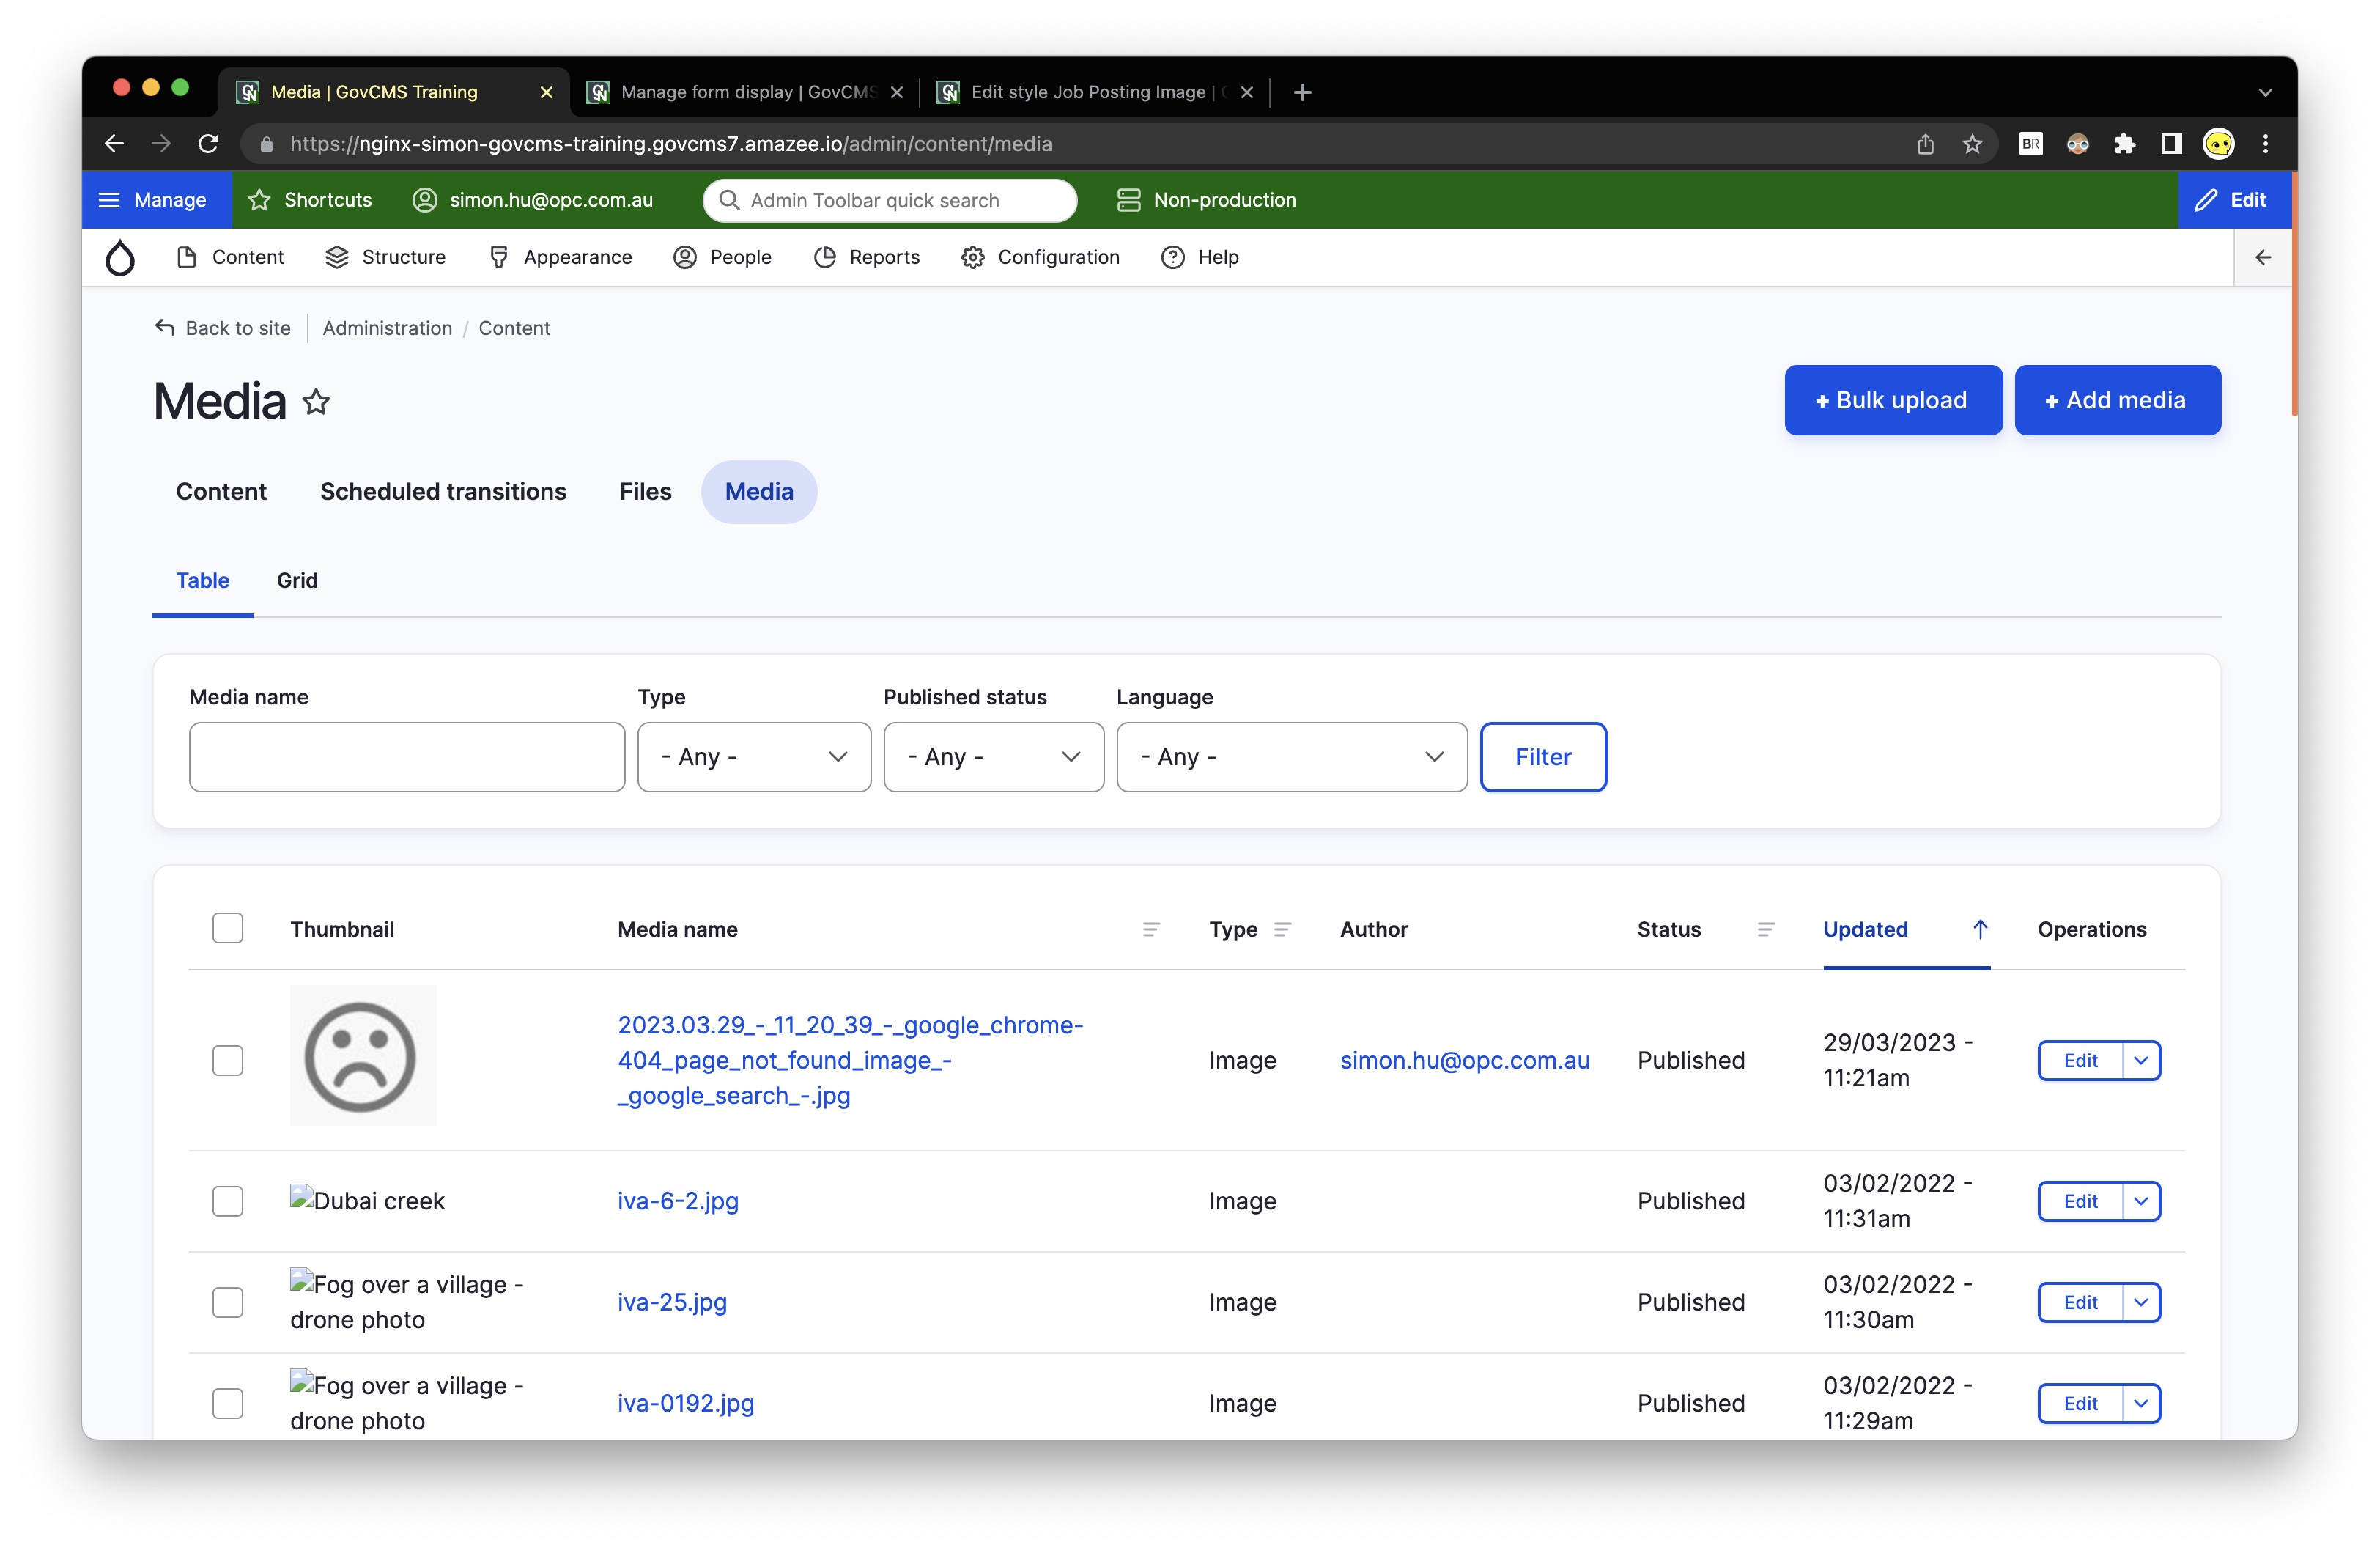 Media | GovCMS Training
Manage form display | GovCMS
Edit style Job Posting Image |
https://nginx-simon-govcms-training.govcms7.amazee.io/admin/content/media
BR
Manage
Shortcuts
simon.hu@opc.com.au
Admin Toolbar quick search
Non-production
Edit
Content
Structure
Appearance
People
Reports
Configuration
Help
Back to site
Administration / Content
Media
+ Bulk upload
+ Add media
Content
Scheduled transitions
Files
Media
Table
Grid
Media name
Type
Published status
Language
- Any -
- Any -
- Any -
Filter
Thumbnail
Media name
Type
Author
Status
Updated
Operations
2023.03.29_-_11_20_39_-_google_chrome-
404_page_not_found_image_-
_google_search_-.jpg
Image
simon.hu@opc.com.au
Published
29/03/2023 -
11:21am
Edit
Dubai creek
iva-6-2.jpg
Image
Published
03/02/2022 -
11:31am
Edit
Fog over a village -
drone photo
iva-25.jpg
Image
Published
03/02/2022 -
11:30am
Edit
Fog over a village -
drone photo
iva-0192.jpg
Image
Published
03/02/2022 -
11:29am
Edit